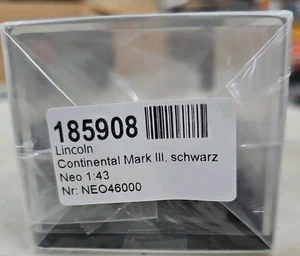 185908
Lincoln
Continental Mark III, schwarz
Neo 1:43
Nr: NEO46000